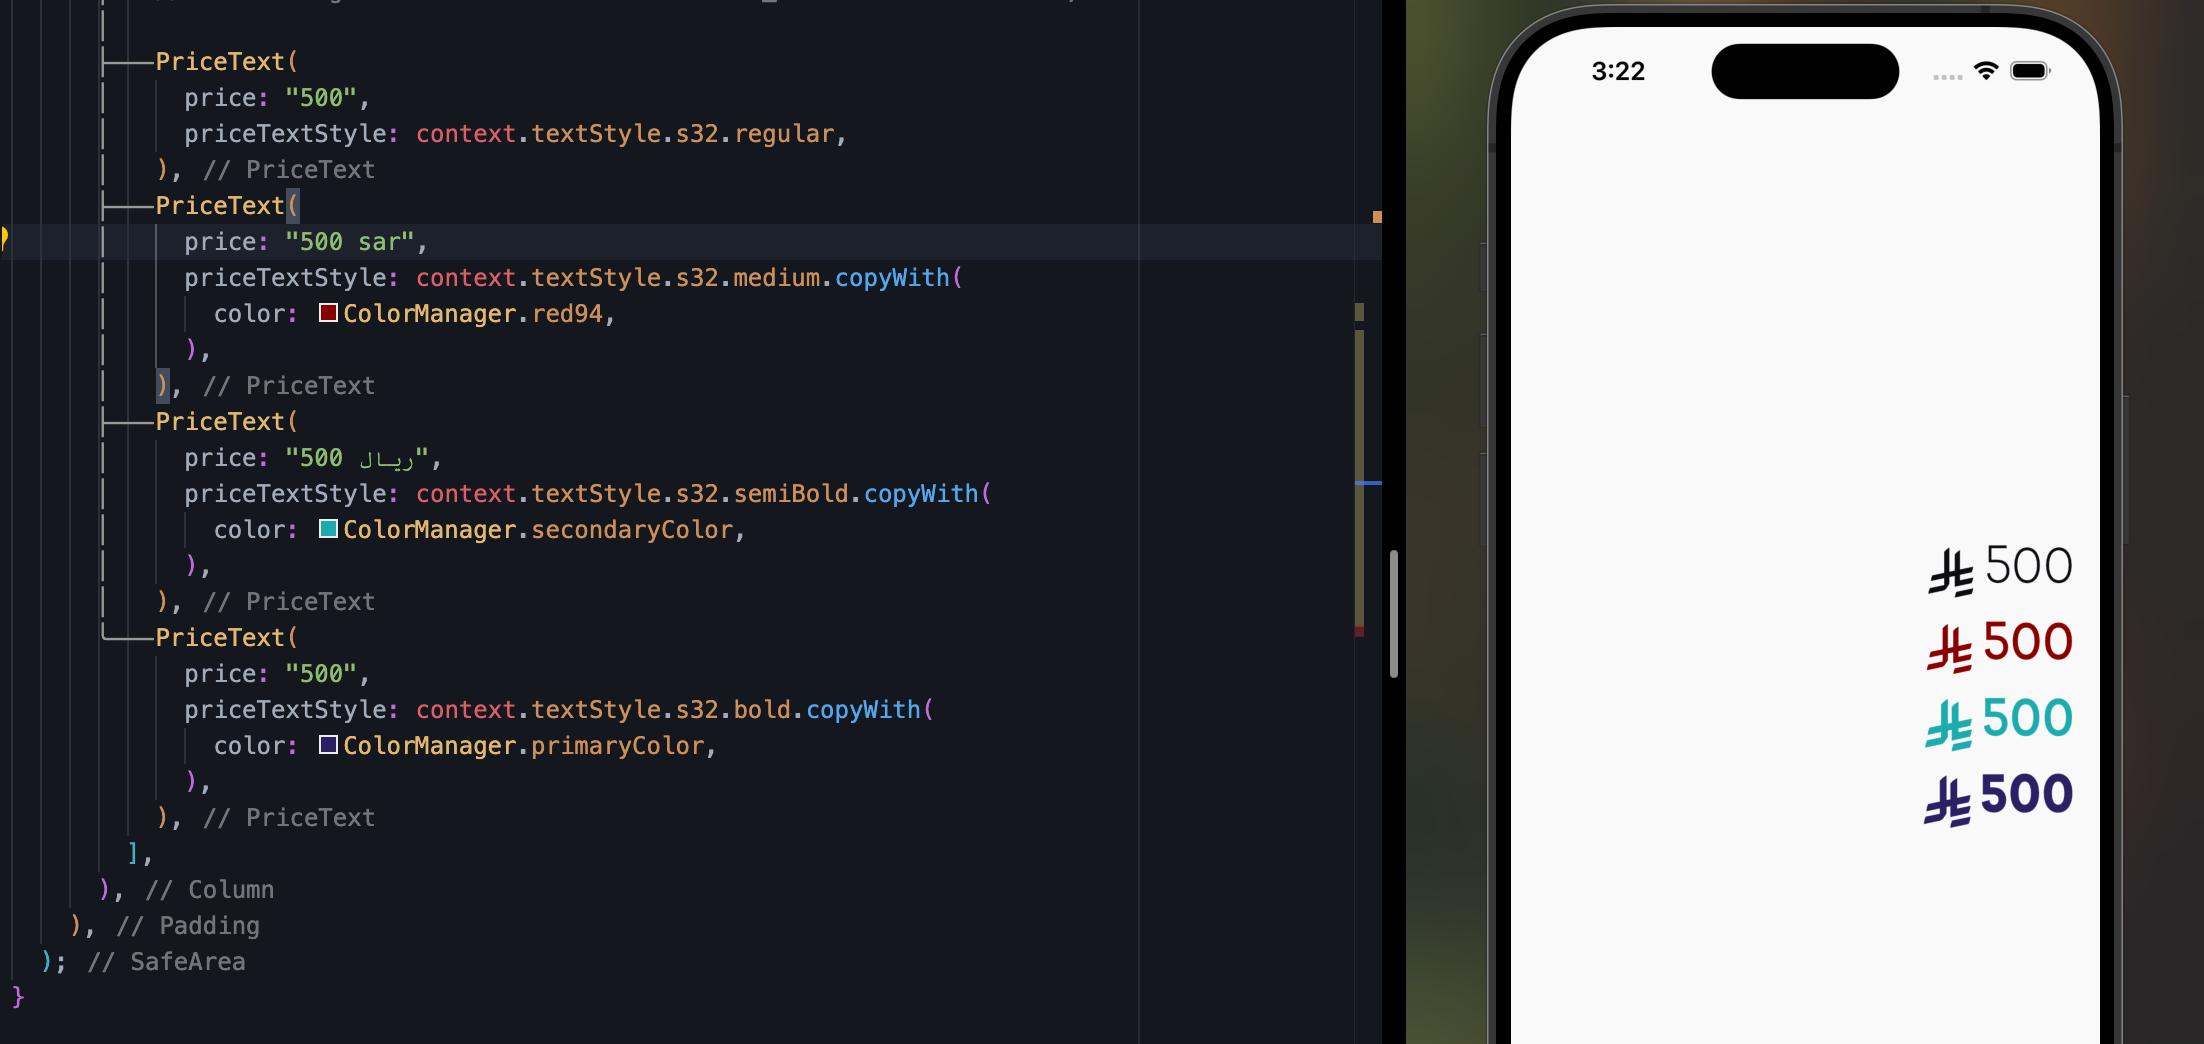 PriceText(
price: "500",
priceTextStyle: context.textStyle.s32.regular,
), // PriceText
PriceText(
price: "500 sar",
priceTextStyle: context.textStyle.s32.medium.copyWith(
color: ColorManager.red94,
),
), // PriceText
PriceText(
price: "500 ريال",
priceTextStyle: context.textStyle.s32.semiBold.copyWith(
color: ColorManager.secondaryColor,
),
), // PriceText
PriceText(
price: "500",
priceTextStyle: context.textStyle.s32.bold.copyWith(
color: ColorManager.primaryColor,
),
), // PriceText
],
), // Column
), // Padding
); // SafeArea
}
3:22
⃁ 500
⃁ 500
⃁ 500
⃁ 500